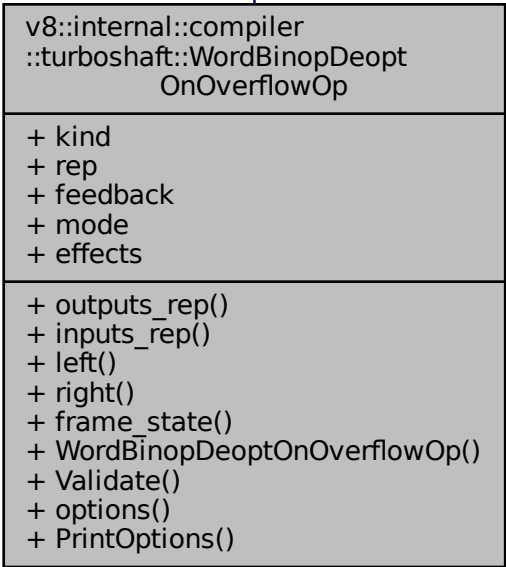 v8::internal::compiler
::turboshaft::WordBinopDeopt
OnOverflowOp
+ kind
+ rep
+ feedback
+ mode
+ effects
+ outputs_rep()
+ inputs_rep()
+ left()
+ right()
+ frame_state()
+ WordBinopDeoptOnOverflowOp()
+ Validate()
+ options()
+ PrintOptions()